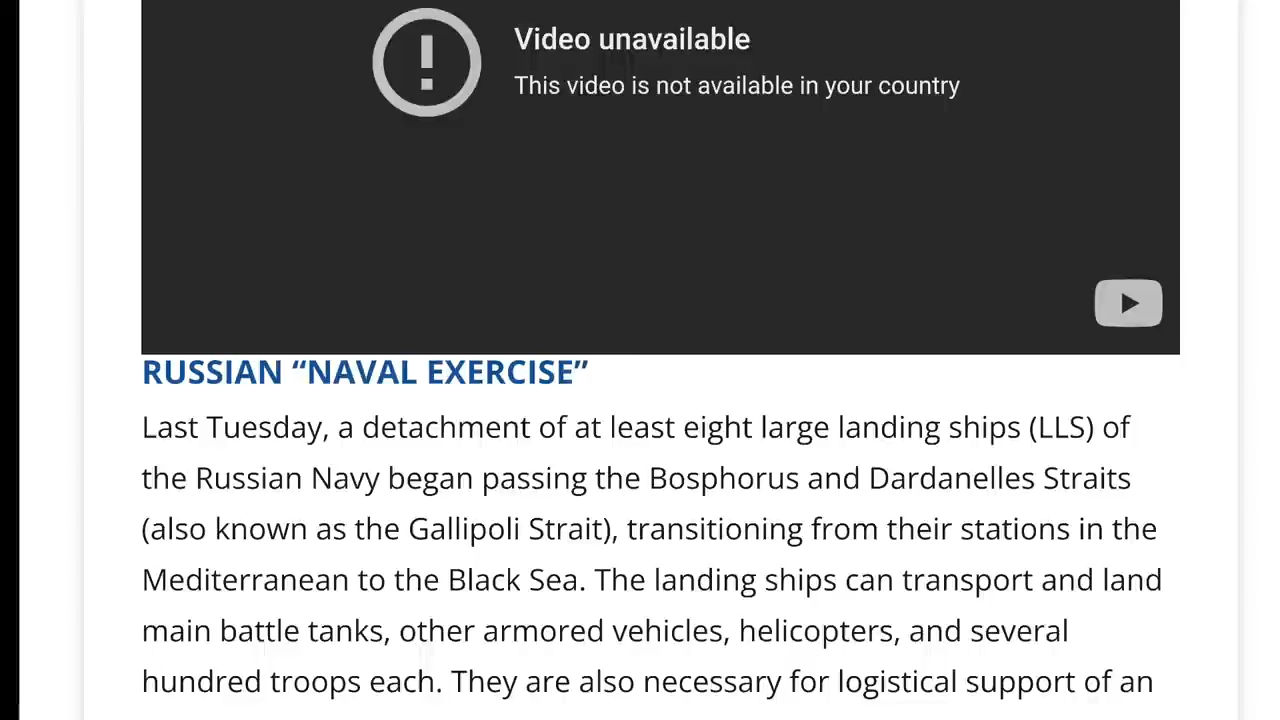 Video unavailable
This video is not available in your country
RUSSIAN “NAVAL EXERCISE”
Last Tuesday, a detachment of at least eight large landing ships (LLS) of
the Russian Navy began passing the Bosphorus and Dardanelles Straits
(also known as the Gallipoli Strait), transitioning from their stations in the
Mediterranean to the Black Sea. The landing ships can transport and land
main battle tanks, other armored vehicles, helicopters, and several
hundred troops each. They are also necessary for logistical support of an